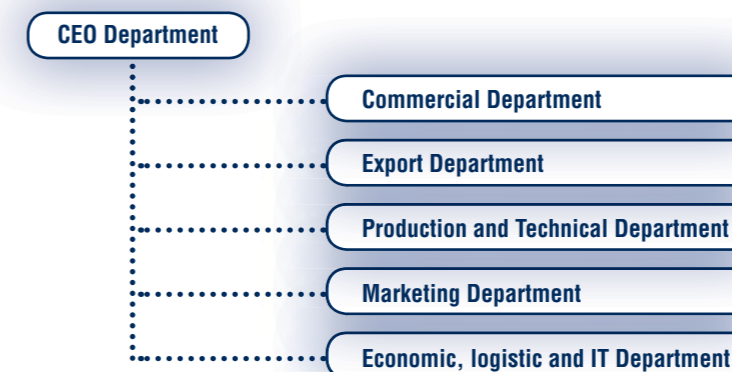 CEO Department
Commercial Department
Export Department
Production and Technical Department
Marketing Department
Economic, logistic and IT Department